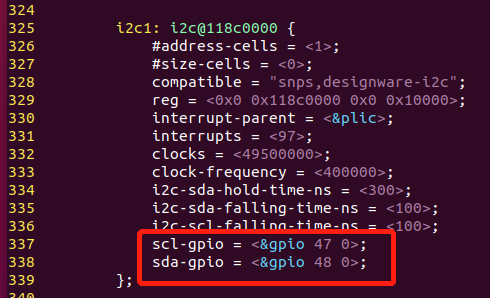 324
325 i2c1: i2c@118c0000 {
326 #address-cells = <1>;
327 #size-cells = <0>;
328 compatible = "snps,designware-i2c";
329 reg = <0x0 0x118c0000 0x0 0x10000>;
330 interrupt-parent = <&plic>;
331 interrupts = <97>;
332 clocks = <49500000>;
333 clock-frequency = <400000>;
334 i2c-sda-hold-time-ns = <300>;
335 i2c-sda-falling-time-ns = <100>;
336 i2c-scl-falling-time-ns = <100>;
337 scl-gpio = <&gpio 47 0>;
338 sda-gpio = <&gpio 48 0>;
339 };